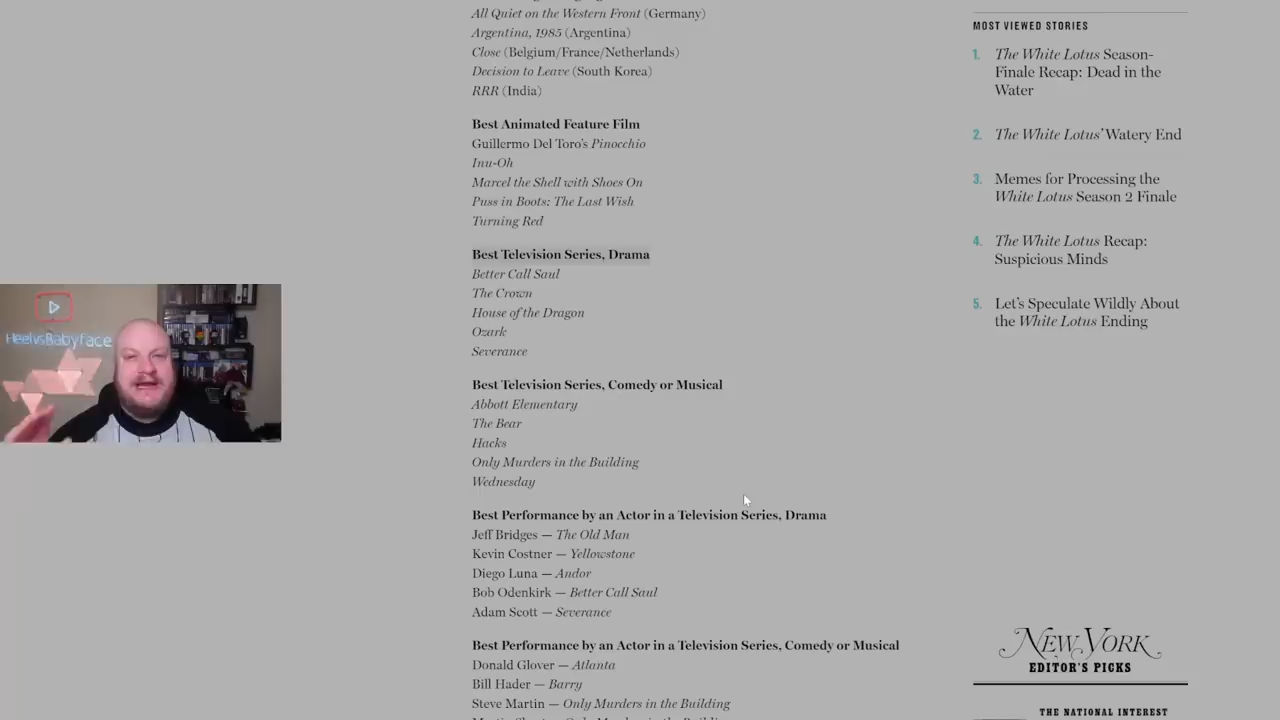 All Quiet on the Western Front (Germany)
Argentina, 1985 (Argentina)
Close (Belgium/France/Netherlands)
Decision to Leave (South Korea)
RRR (India)
Best Animated Feature Film
Guillermo Del Toro's Pinocchio
Inu-Oh
Marcel the Shell with Shoes On
Puss in Boots: The Last Wish
Turning Red
Best Television Series, Drama
Better Call Saul
The Crown
House of the Dragon
Ozark
Severance
Best Television Series, Comedy or Musical
Abbott Elementary
The Bear
Hacks
Only Murders in the Building
Wednesday
Best Performance by an Actor in a Television Series, Drama
Jeff Bridges — The Old Man
Kevin Costner — Yellowstone
Diego Luna — Andor
Bob Odenkirk — Better Call Saul
Adam Scott — Severance
Best Performance by an Actor in a Television Series, Comedy or Musical
Donald Glover — Atlanta
Bill Hader — Barry
Steve Martin — Only Murders in the Building
MOST VIEWED STORIES
1. The White Lotus Season-
Finale Recap: Dead in the
Water
2. The White Lotus' Watery End
3. Memes for Processing the
White Lotus Season 2 Finale
4. The White Lotus Recap:
Suspicious Minds
5. Let's Speculate Wildly About
the White Lotus Ending
NEW YORK
EDITOR'S PICKS
THE NATIONAL INTEREST
HeelvsBabyface